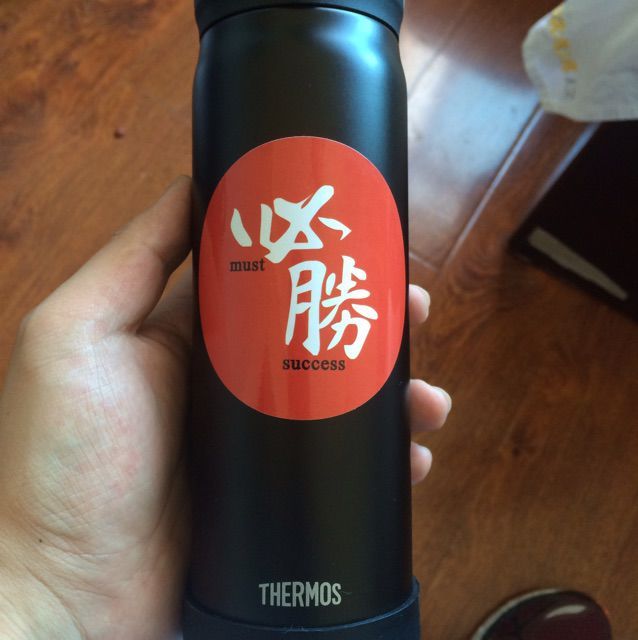 必
must
勝
success
THERMOS